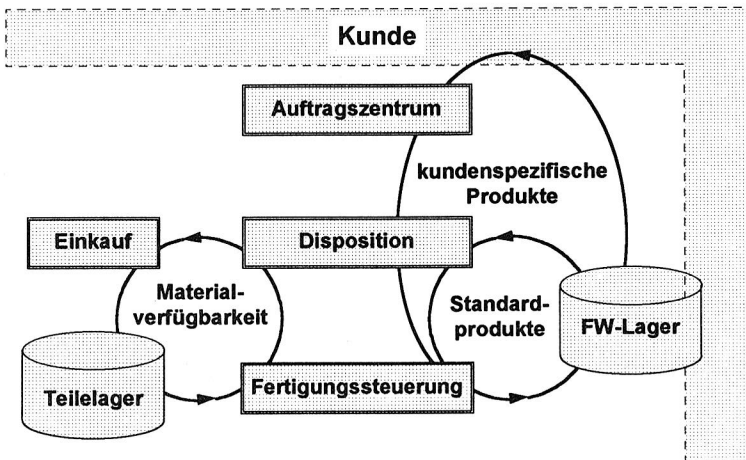 Kunde
Auftragszentrum
kundenspezifische
Produkte
Einkauf
Disposition
Material-
verfügbarkeit
Standard-
produkte
FW-Lager
Teilelager
Fertigungssteuerung